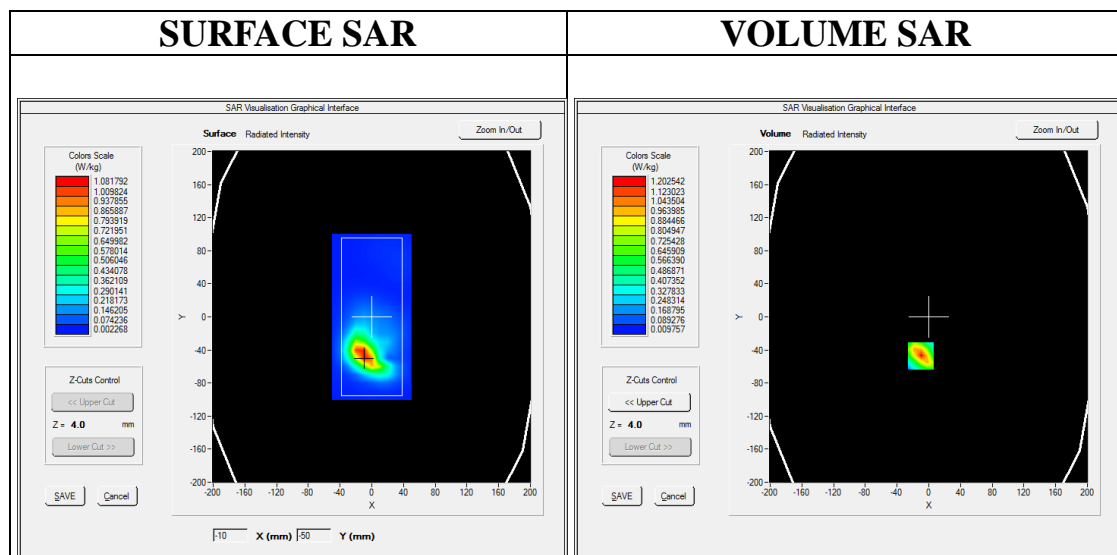 SURFACE SAR
VOLUME SAR
SAR Visualisation Graphical Interface
Surface Radiated Intensity
Zoom In/Out
Colors Scale
(W/kg)
1.081792
1.009824
0.937855
0.865887
0.793919
0.721951
0.649982
0.578014
0.506046
0.434078
0.362109
0.290141
0.218173
0.146205
0.074236
0.002268
Z-Cuts Control
<< Upper Cut
Z = 4.0 mm
Lower Cut >>
SAVE Cancel
200
160
120
80
40
0
-40
-80
-120
-160
-200
Y
-200 -160 -120 -80 -40 0 40 80 120 160 200
X
-10 X (mm) -50 Y (mm)
SAR Visualisation Graphical Interface
Volume Radiated Intensity
Zoom In/Out
Colors Scale
(W/kg)
1.202542
1.123023
1.043504
0.963985
0.884466
0.804947
0.725428
0.645909
0.566390
0.486871
0.407352
0.327833
0.248314
0.168795
0.089276
0.009757
Z-Cuts Control
<< Upper Cut
Z = 4.0 mm
Lower Cut >>
SAVE Cancel
200
160
120
80
40
0
-40
-80
-120
-160
-200
Y
-200 -160 -120 -80 -40 0 40 80 120 160 200
X